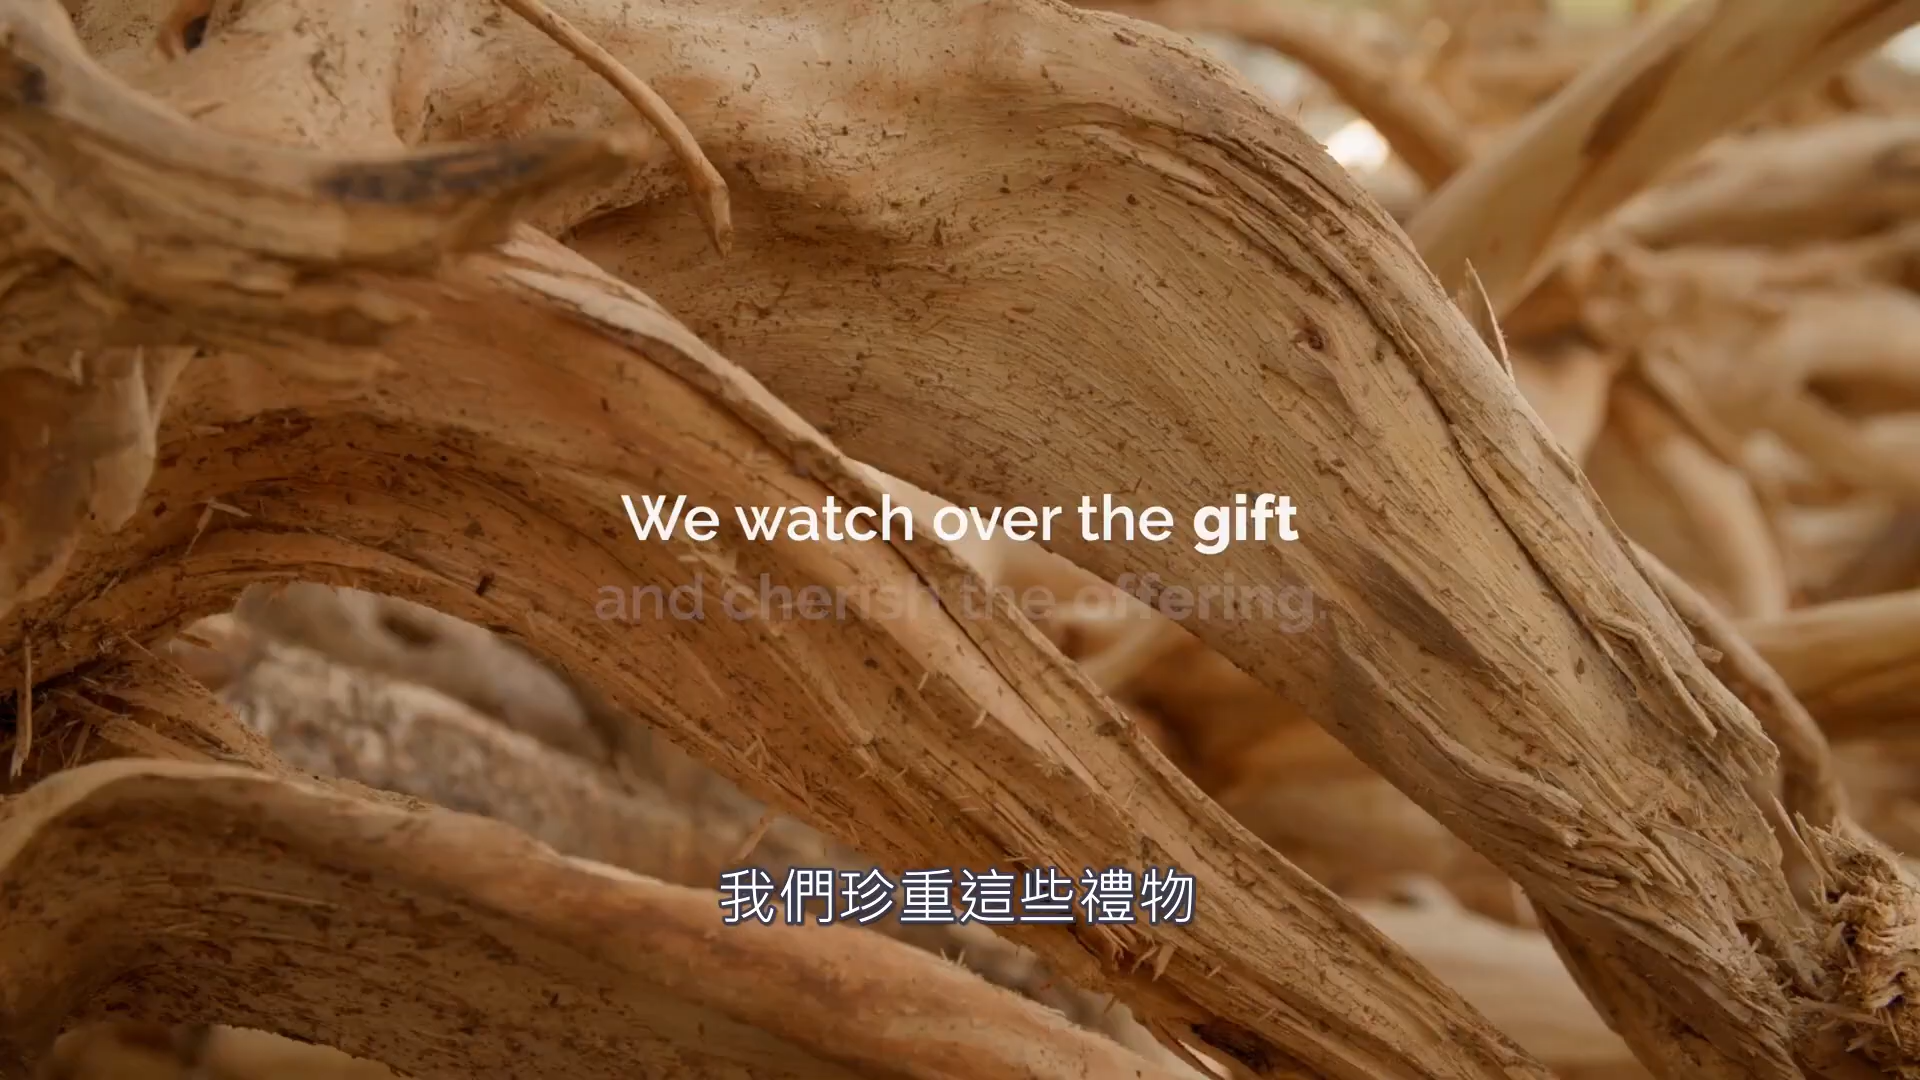 We watch over the gift
and cherish the offering.
我們珍重這些禮物